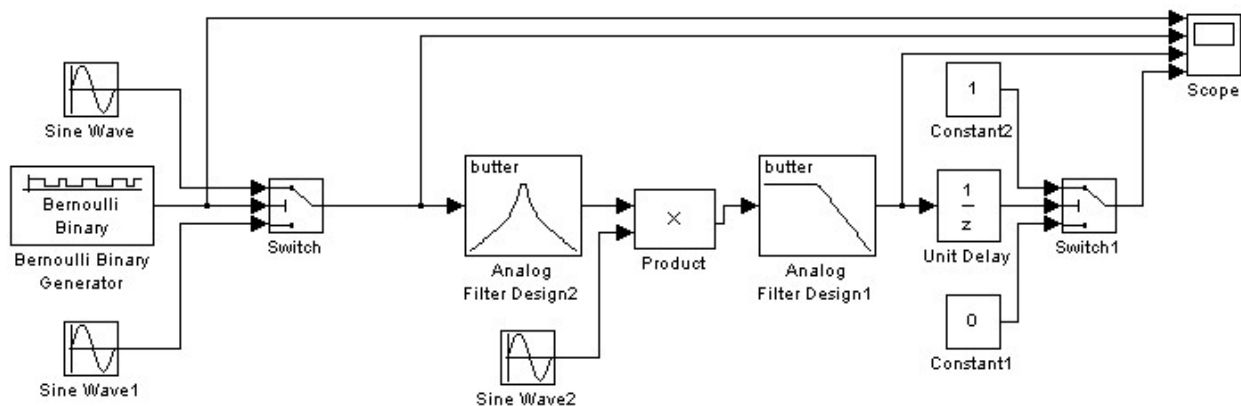 Scope
Sine Wave
1
Constant2
Bernoulli
Binary
Bernoulli Binary
Generator
Switch
butter
Analog
Filter Design2
×
Product
butter
Analog
Filter Design1
1
z
Unit Delay
Switch1
Sine Wave1
Sine Wave2
0
Constant1